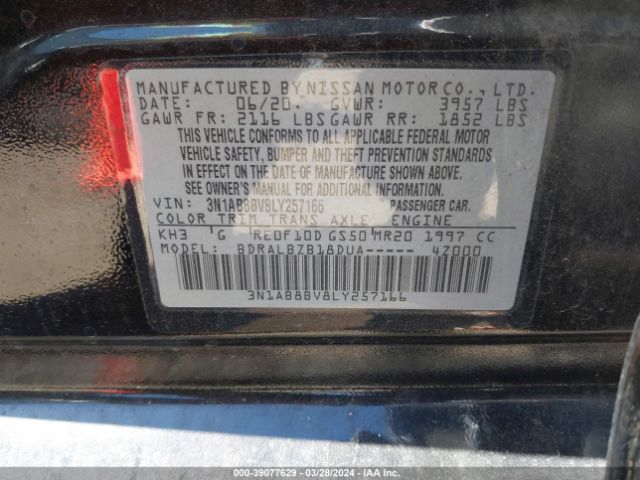 MANUFACTURED BY NISSAN MOTOR CO., LTD.
DATE: 06/20. GVWR: 3957 LBS
GAWR FR: 2116 LBS GAWR RR: 1852 LBS
THIS VEHICLE CONFORMS TO ALL APPLICABLE FEDERAL MOTOR
VEHICLE SAFETY, BUMPER AND THEFT PREVENTION STANDARDS
IN EFFECT ON THE DATE OF MANUFACTURE SHOWN ABOVE.
SEE OWNER'S MANUAL FOR ADDITIONAL INFORMATION.
VIN: 3N1AB8BV8LY257166 PASSENGER CAR.
COLOR TRIM TRANS AXLE ENGINE
KH3 G RE0F10D GS50 MR20 1997 CC
MODEL: BDRALBZB18DUA----- 4Z000
3N1AB8BV8LY257166
000-39077629 - 03/28/2024 - IAA Holdings, LLC.